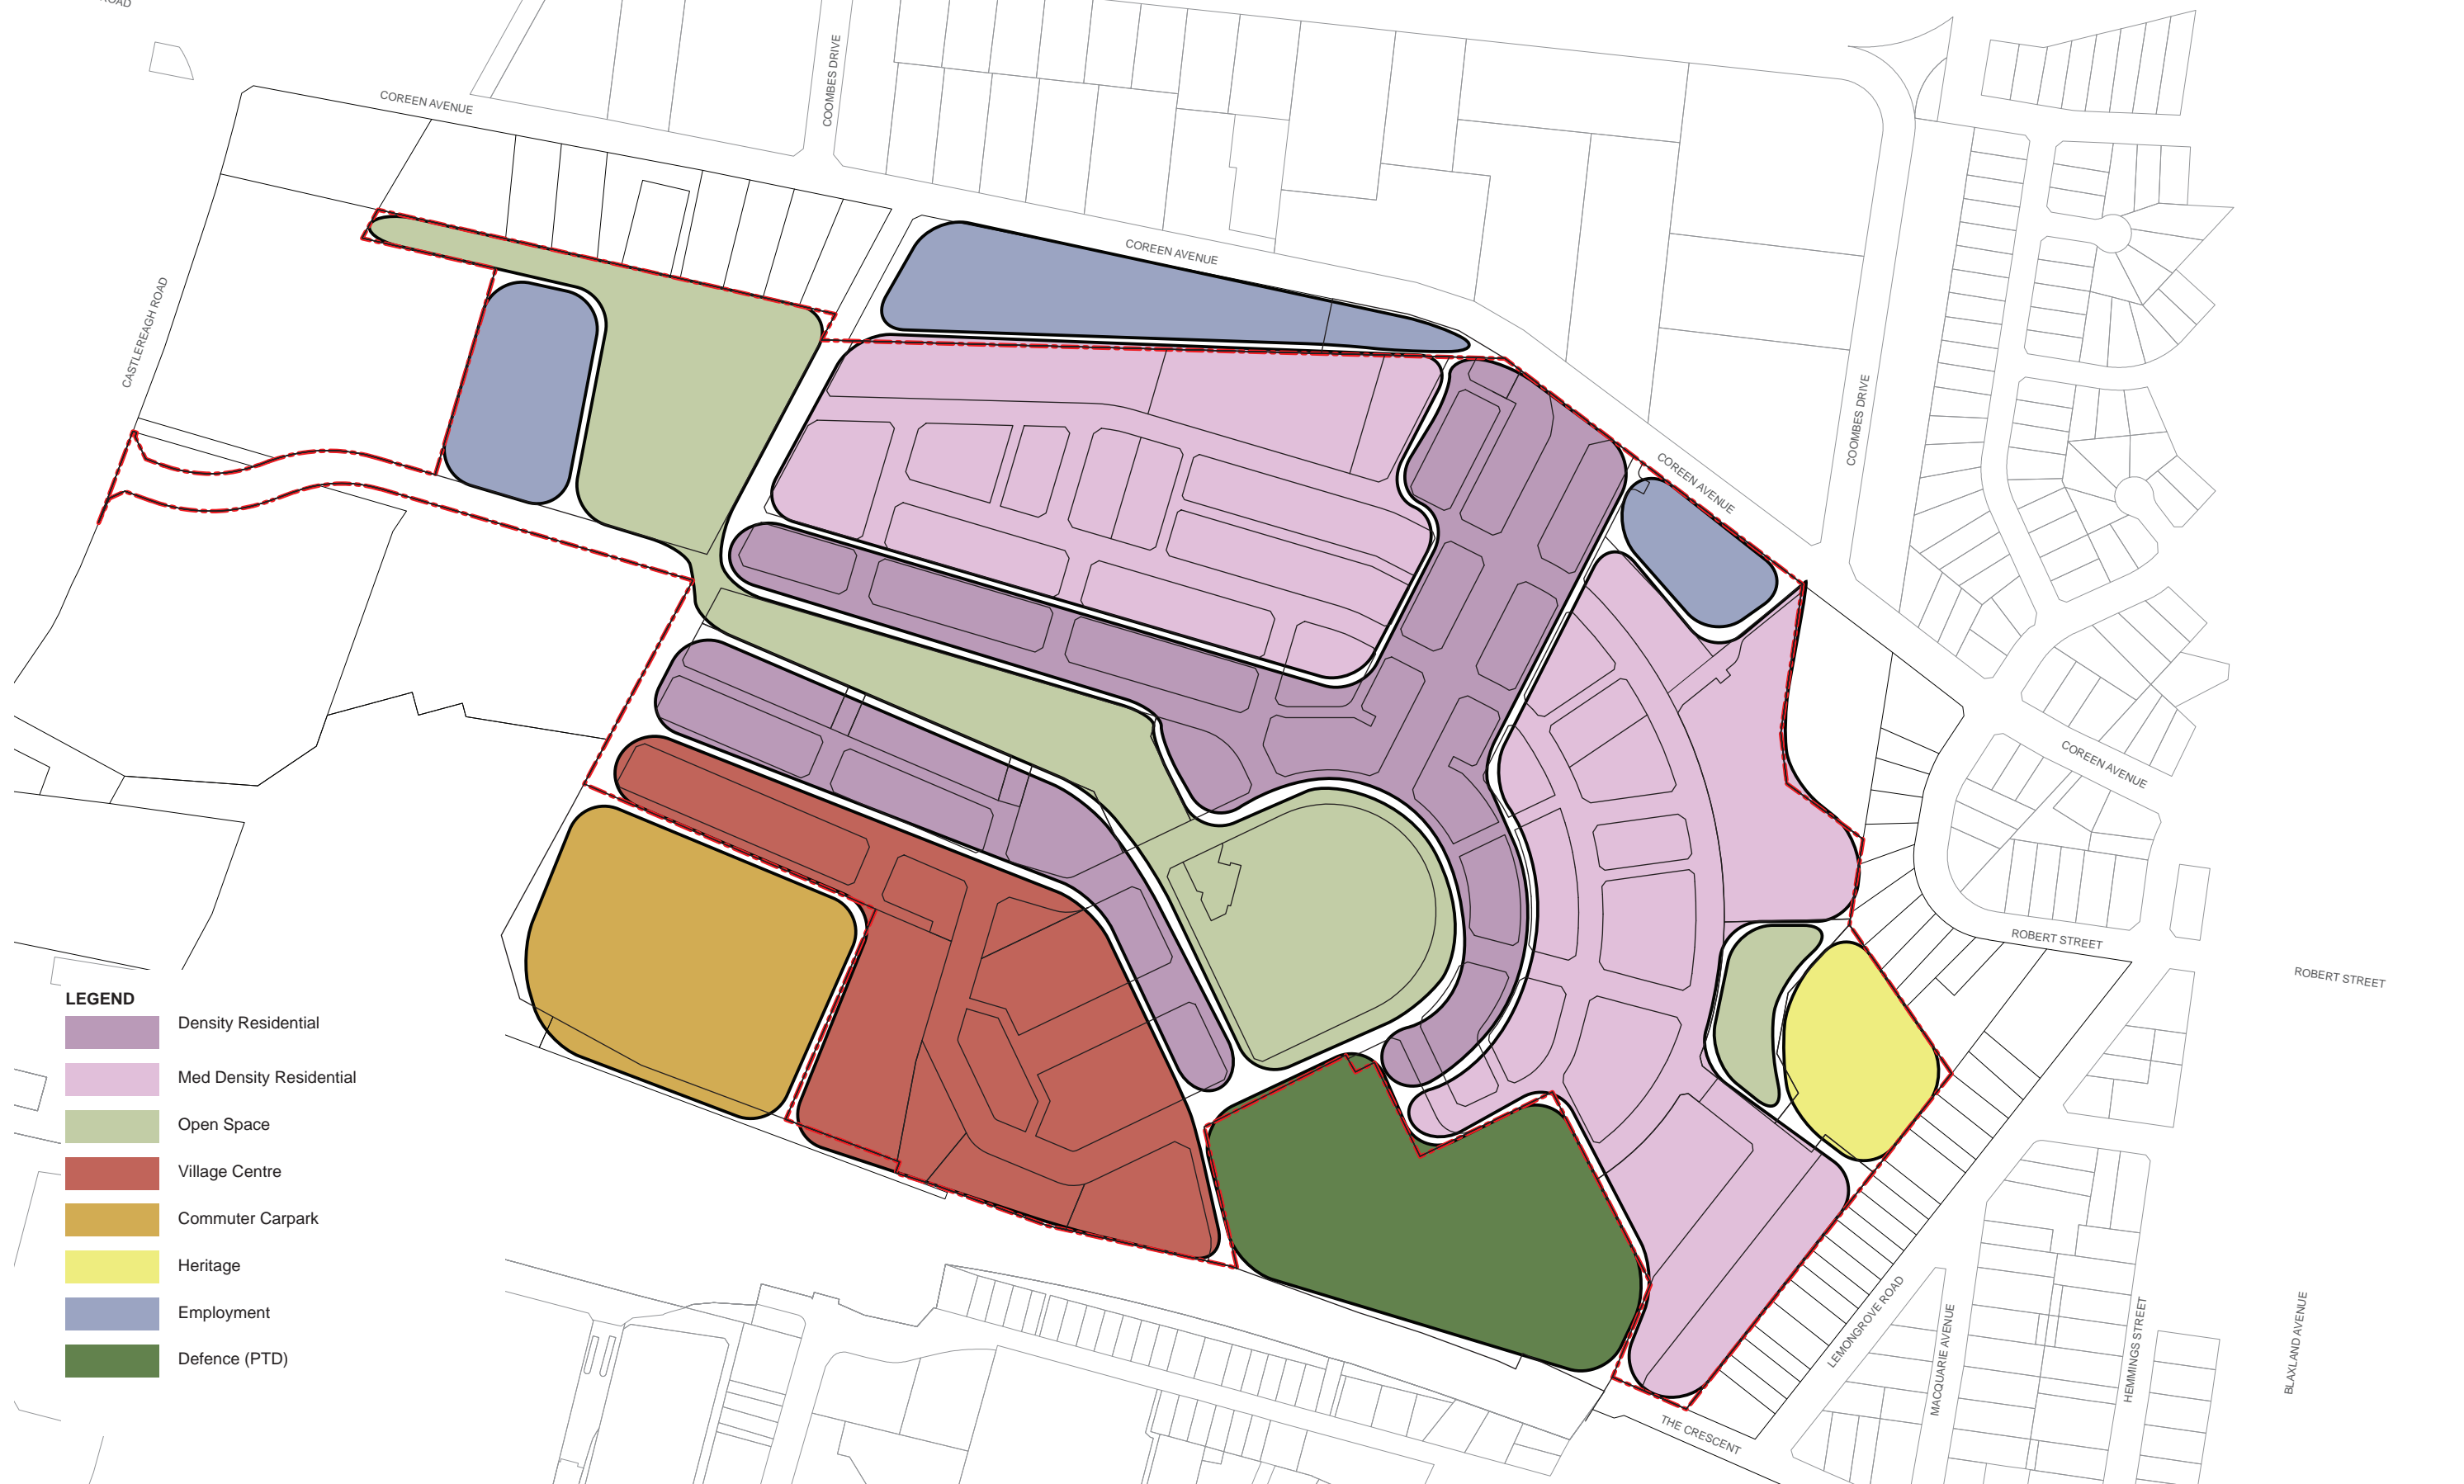 ROAD
COREEN AVENUE
COOMBES DRIVE
COREEN AVENUE
CASTLEREAGH ROAD
COREEN AVENUE
COOMBES DRIVE
COREEN AVENUE
ROBERT STREET
ROBERT STREET
LEGEND
Density Residential
Med Density Residential
Open Space
Village Centre
Commuter Carpark
Heritage
Employment
Defence (PTD)
LEMONGROVE ROAD
MACQUARIE AVENUE
HEMMINGS STREET
BLAXLAND AVENUE
THE CRESCENT